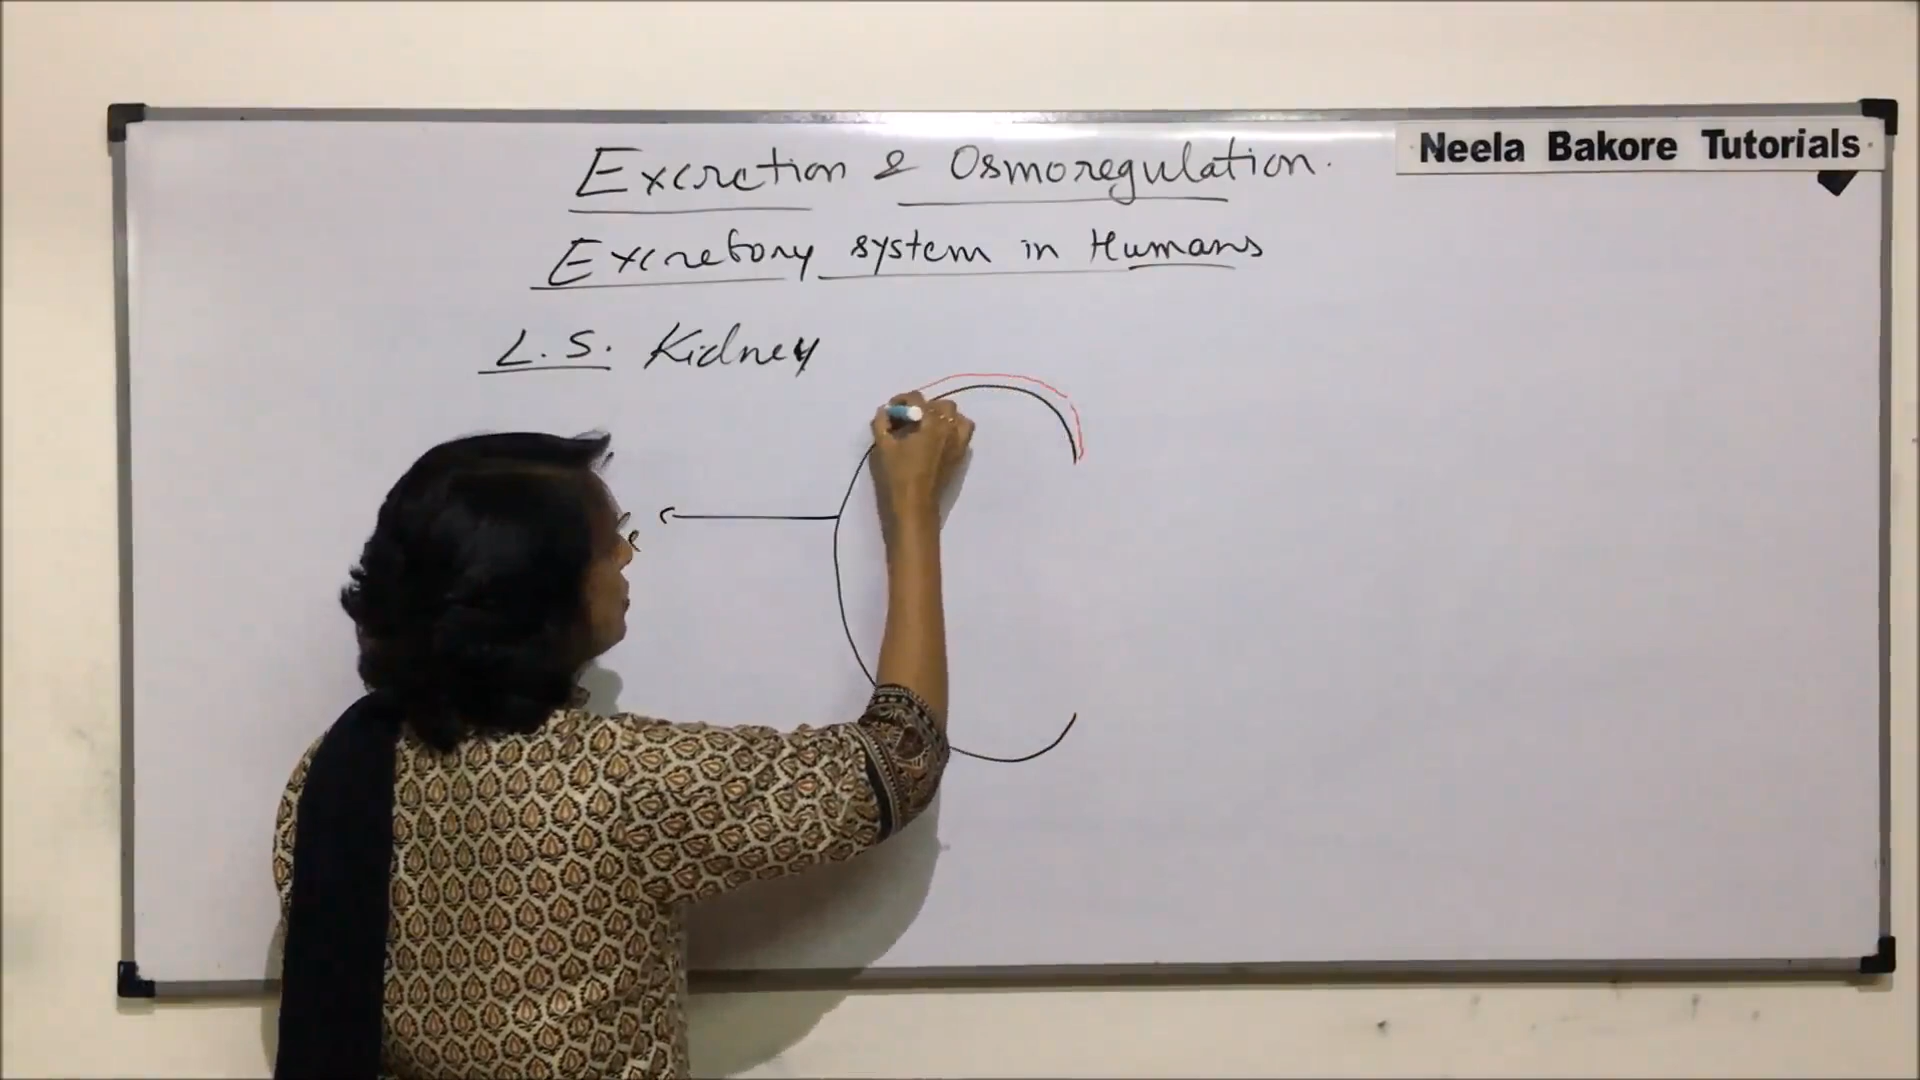 Neela Bakore Tutorials
Excretion & Osmoregulation.
Excretory system in Humans
L.S. Kidney